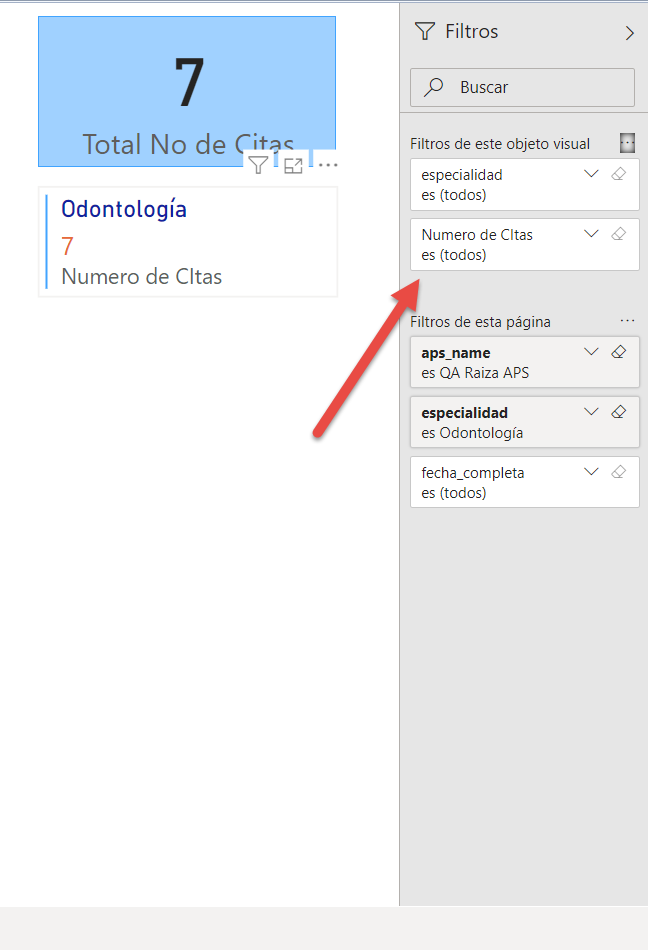 7
Total No de Citas
Odontología
7
Numero de CItas
Filtros
Buscar
Filtros de este objeto visual
especialidad
es (todos)
Numero de CItas
es (todos)
Filtros de esta página
aps_name
es QA Raiza APS
especialidad
es Odontología
fecha_completa
es (todos)